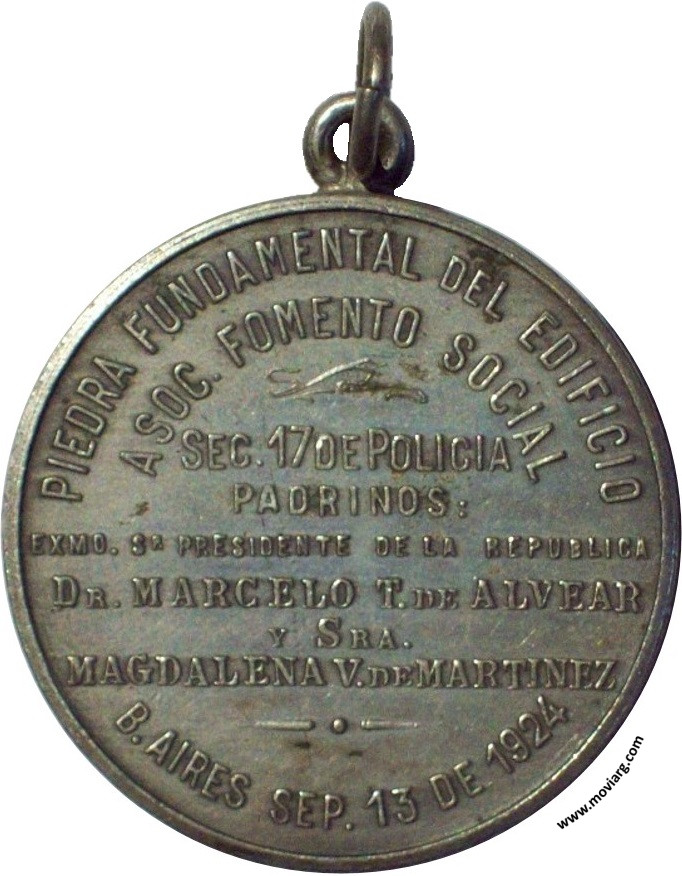 PIEDRA FUNDAMENTAL DEL EDIFICIO
ASOC. FOMENTO SOCIAL
SEC. 17 DE POLICIA
PADRINOS:
EXMO. SR PRESIDENTE DE LA REPUBLICA
DR. MARCELO T. DE ALVEAR
Y SRA.
MAGDALENA V. DE MARTINEZ
B. AIRES SEP. 13 DE 1924
www.moviarg.com